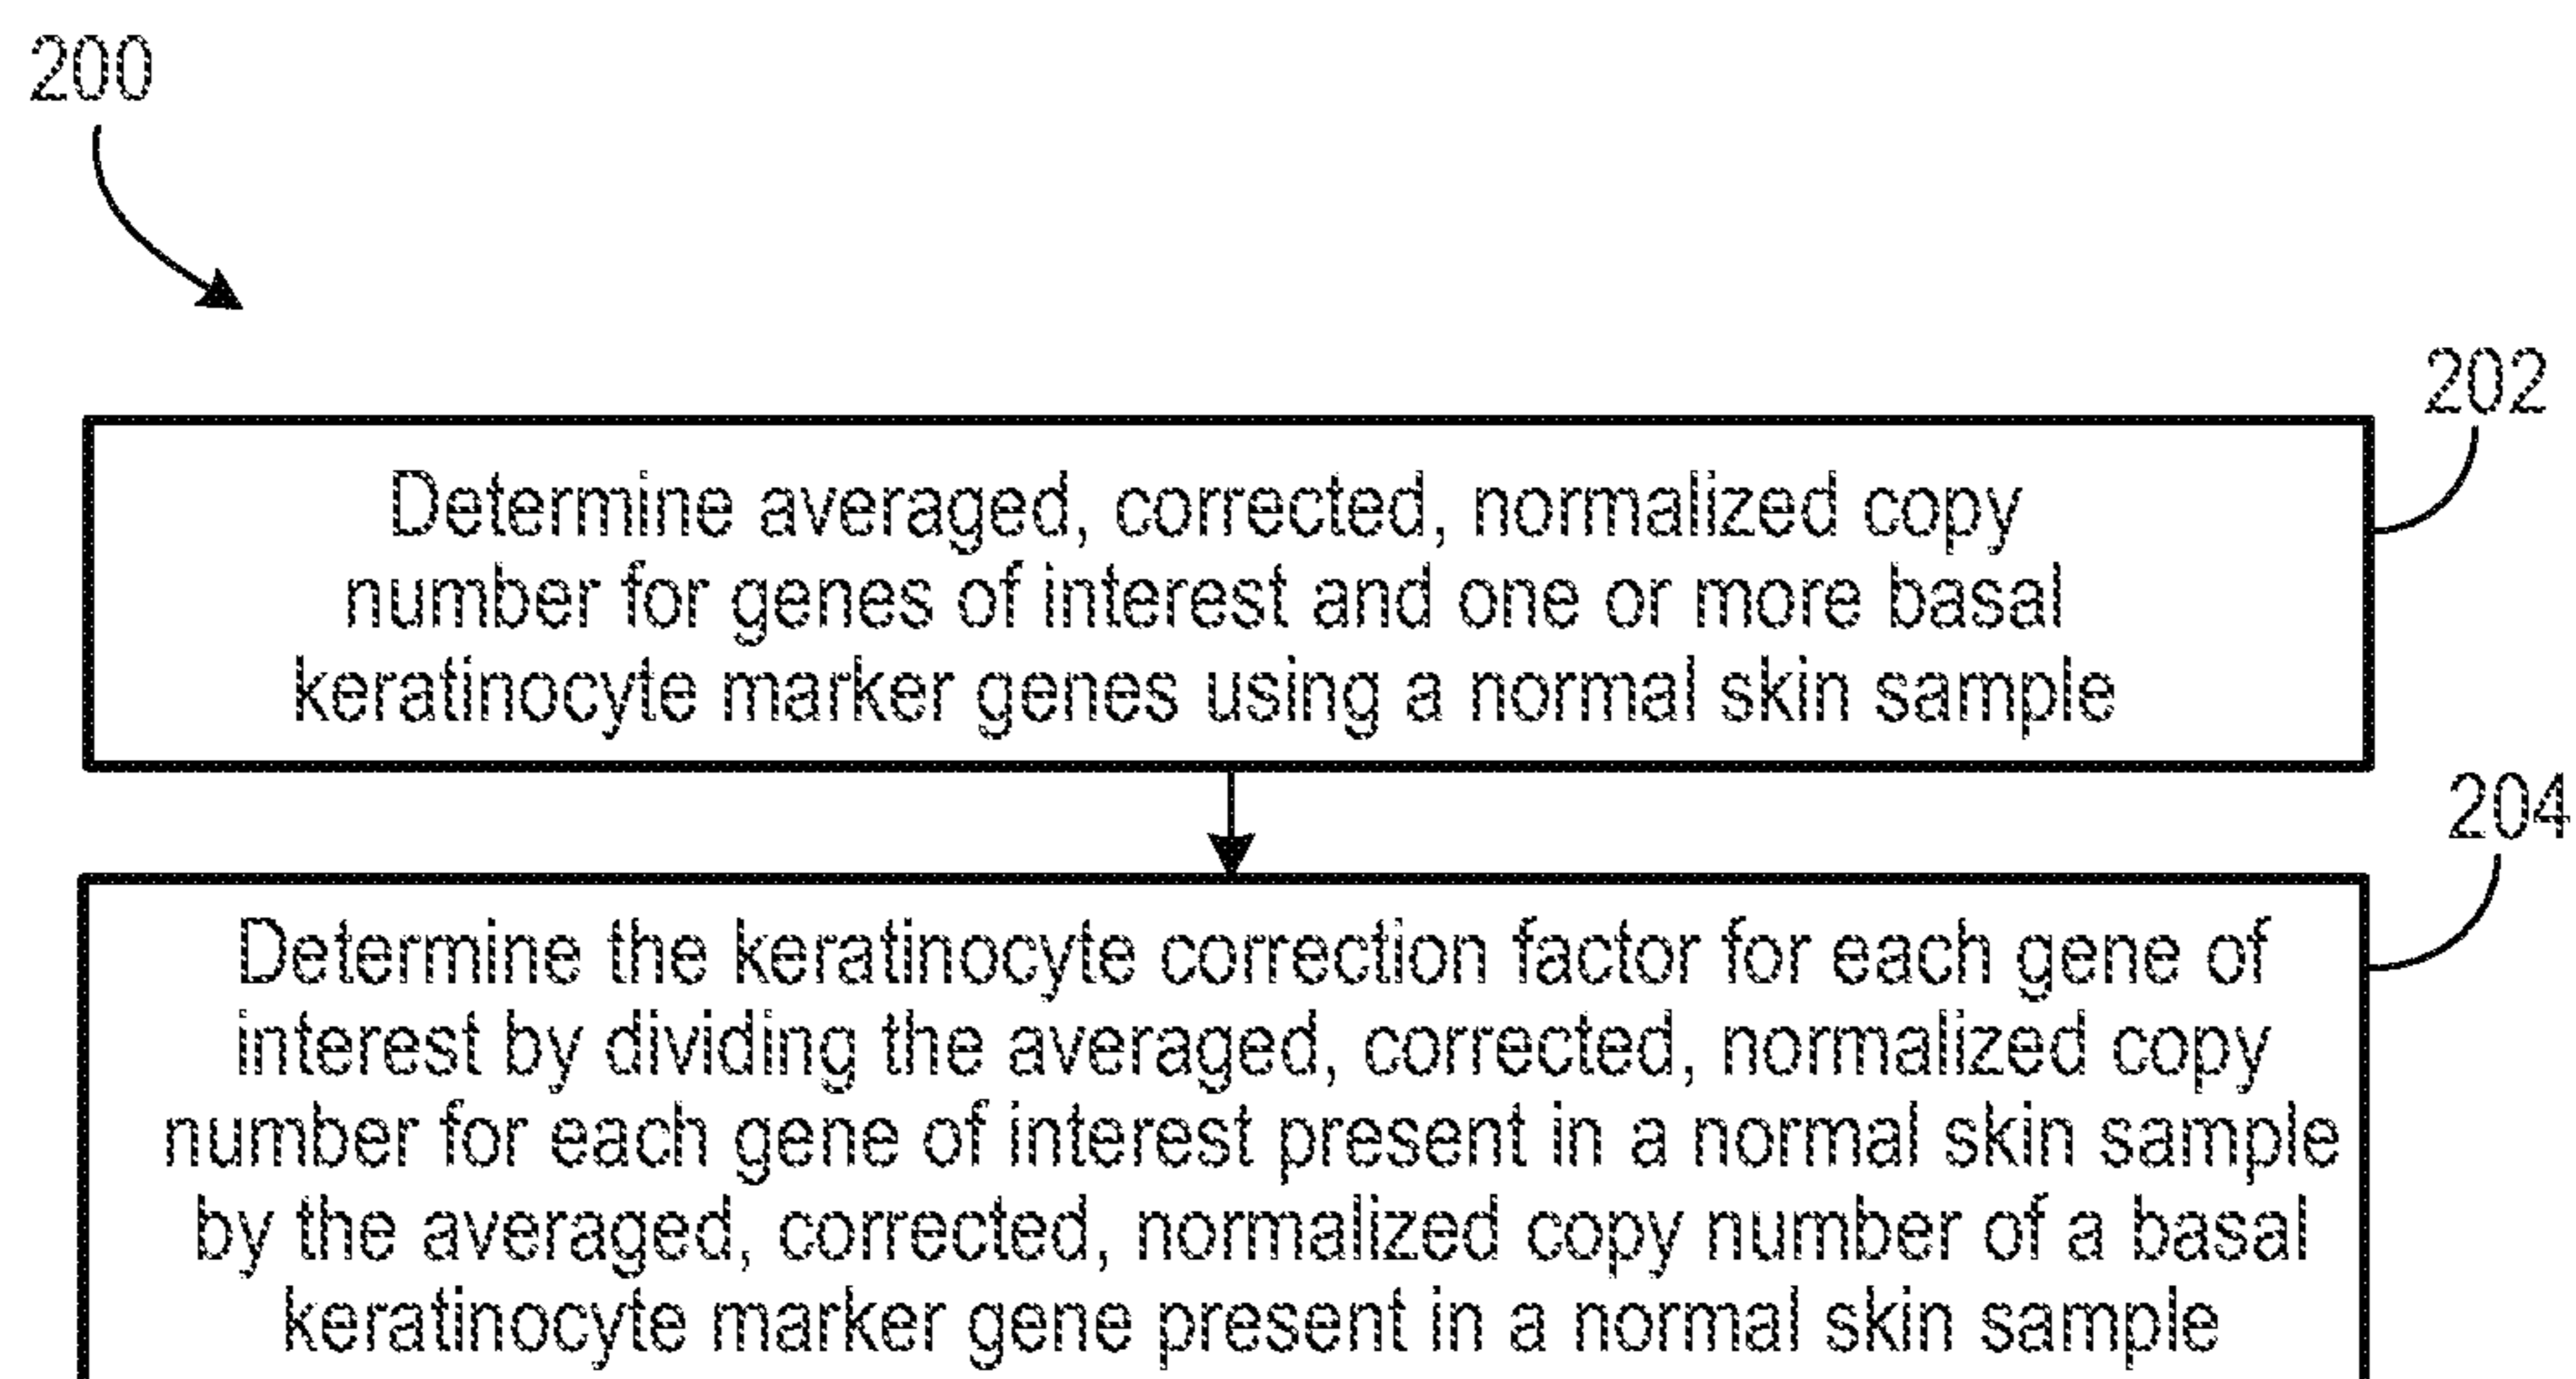 200
202
Determine averaged, corrected, normalized copy
number for genes of interest and one or more basal
keratinocyte marker genes using a normal skin sample
204
Determine the keratinocyte correction factor for each gene of
interest by dividing the averaged, corrected, normalized copy
number for each gene of interest present in a normal skin sample
by the averaged, corrected, normalized copy number of a basal
keratinocyte marker gene present in a normal skin sample